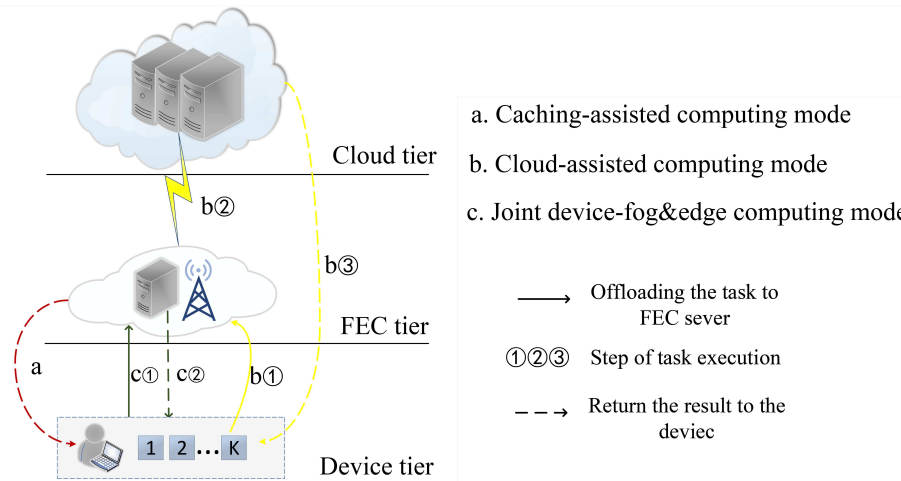 Cloud tier
b②
b③
FEC tier
a
c①
c②
b①
1 2 ... K
Device tier
a. Caching-assisted computing mode
b. Cloud-assisted computing mode
c. Joint device-fog&edge computing mode
Offloading the task to
FEC sever
①②③ Step of task execution
Return the result to the
deviec